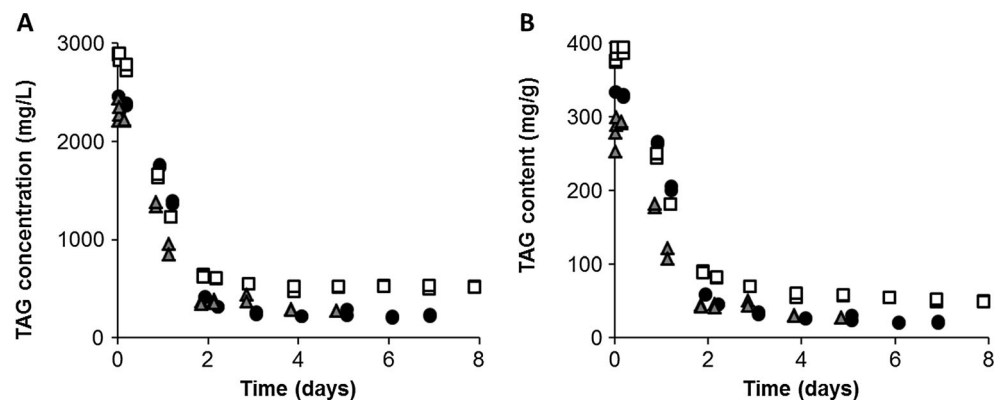 A
B
TAG concentration (mg/L)
3000
2000
1000
0
0 2 4 6 8
Time (days)
TAG content (mg/g)
400
300
200
100
0
0 2 4 6 8
Time (days)